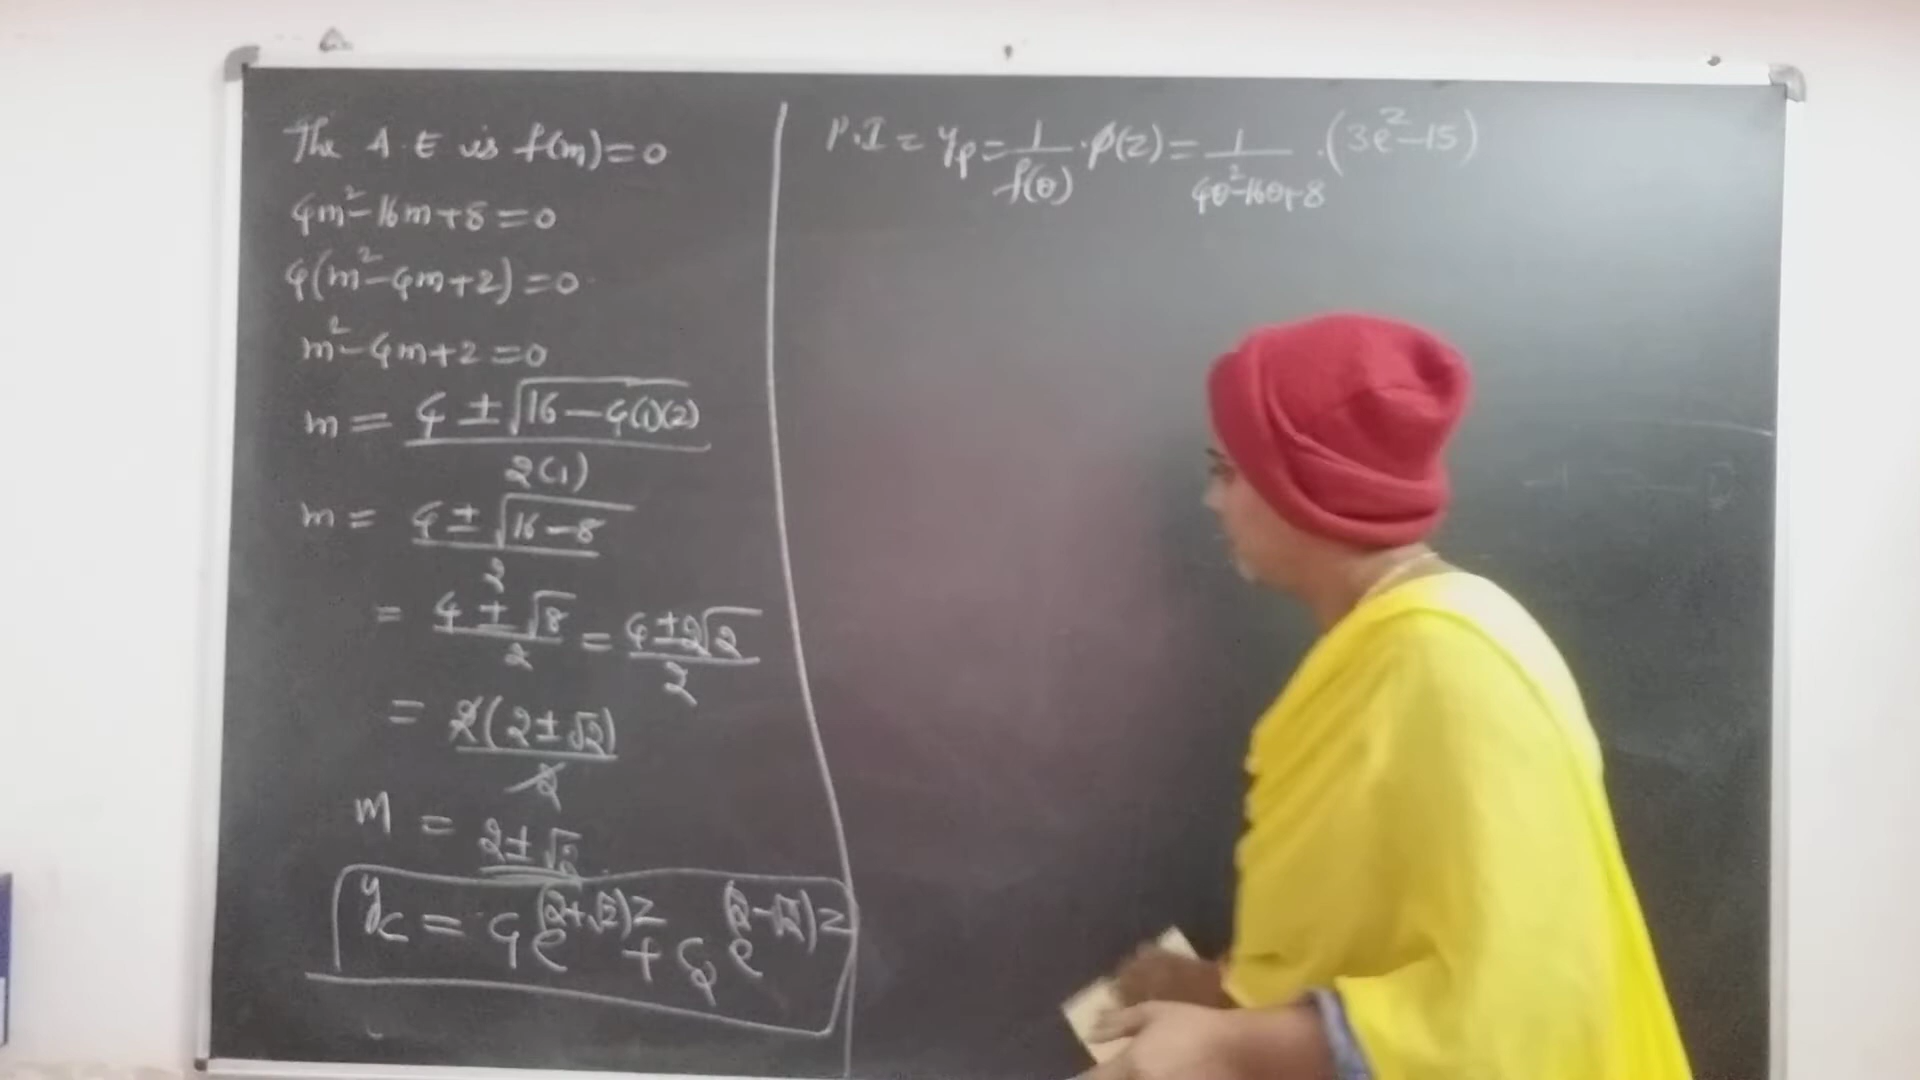 The A.E is f(m)=0
4m²-16m+8=0
4(m²-4m+2)=0
m²-4m+2=0
m = (4 ± √(16-4(1)(2)))/2(1)
m = (4 ± √(16-8))/2
= (4 ± √8)/2 = (4 ± 2√2)/2
= 2(2 ± √2)/2
m = 2 ± √2
y_c = c₁e^((2+√2)z) + c₂e^((2-√2)z)
P.I = y_p = 1/f(θ) · φ(z) = 1/(4θ²-16θ+8) · (3e^z-15)